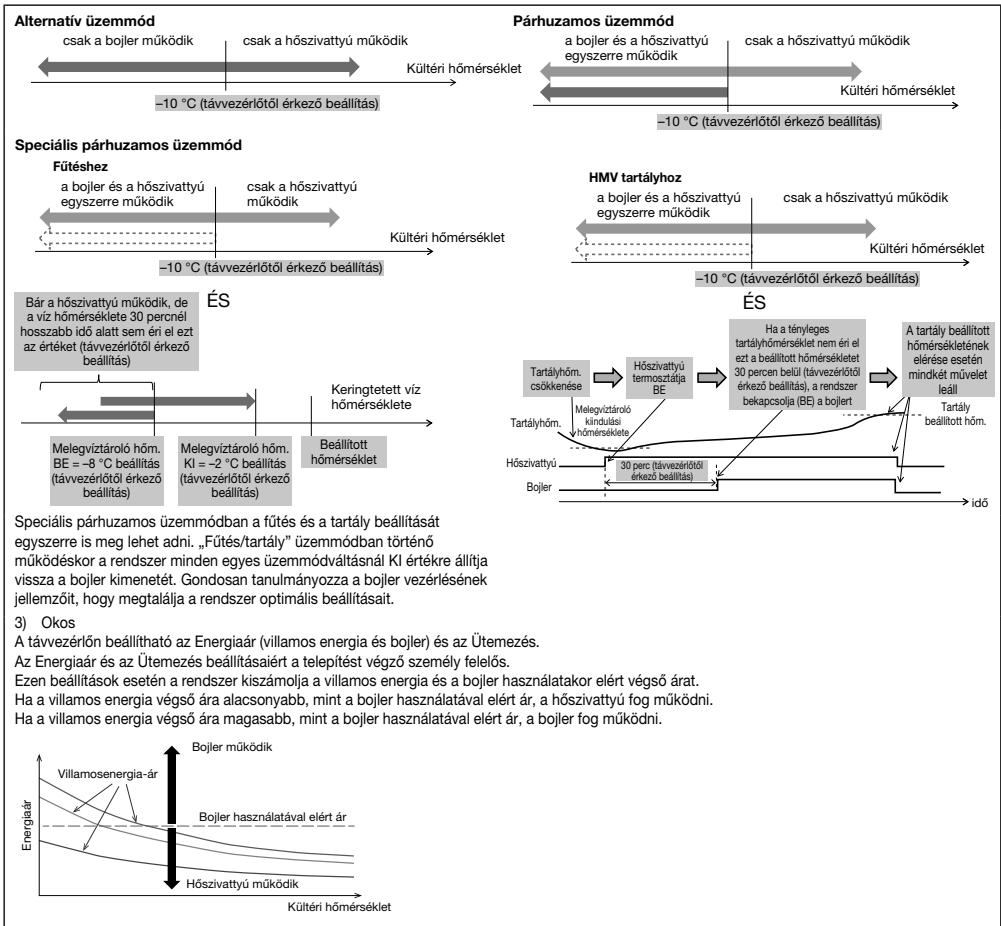 Alternatív üzemmód
csak a bojler működik
csak a hőszivattyú működik
Kültéri hőmérséklet
–10 °C (távvezérlőtől érkező beállítás)
Párhuzamos üzemmód
a bojler és a hőszivattyú
egyszerre működik
csak a hőszivattyú működik
Kültéri hőmérséklet
–10 °C (távvezérlőtől érkező beállítás)
Speciális párhuzamos üzemmód
Fűtéshez
a bojler és a hőszivattyú
egyszerre működik
csak a hőszivattyú
működik
Kültéri hőmérséklet
–10 °C (távvezérlőtől érkező beállítás)
ÉS
Bár a hőszivattyú működik, de
a víz hőmérséklete 30 percnél
hosszabb idő alatt sem éri el ezt
az értéket (távvezérlőtől érkező
beállítás)
Keringtetett víz
hőmérséklete
Melegvíztároló hőm.
BE = –8 °C beállítás
(távvezérlőtől érkező
beállítás)
Melegvíztároló hőm.
KI = –2 °C beállítás
(távvezérlőtől érkező
beállítás)
Beállított
hőmérséklet
HMV tartályhoz
a bojler és a hőszivattyú
egyszerre működik
csak a hőszivattyú működik
Kültéri hőmérséklet
–10 °C (távvezérlőtől érkező beállítás)
ÉS
Tartályhőm.
csökkenése
Hőszivattyú
termosztátja
BE
Ha a tényleges
tartályhőmérséklet nem éri el
ezt a beállított hőmérsékletet
30 percen belül (távvezérlőtől
érkező beállítás), a rendszer
bekapcsolja (BE) a bojlert
A tartály beállított
hőmérsékletének
elérése esetén
mindkét művelet
leáll
Tartályhőm.
Melegvíztároló
kiindulási
hőmérséklete
Tartály
beállított hőm.
Hőszivattyú
30 perc (távvezérlőtől
érkező beállítás)
Bojler
idő
Speciális párhuzamos üzemmódban a fűtés és a tartály beállítását
egyszerre is meg lehet adni. „Fűtés/tartály” üzemmódban történő
működéskor a rendszer minden egyes üzemmódváltásnál KI értékre állítja
vissza a bojler kimenetét. Gondosan tanulmányozza a bojler vezérlésének
jellemzőit, hogy megtalálja a rendszer optimális beállításait.
3) Okos
A távvezérlőn beállítható az Energiaár (villamos energia és bojler) és az Ütemezés.
Az Energiaár és az Ütemezés beállításaiért a telepítést végző személy felelős.
Ezen beállítások esetén a rendszer kiszámolja a villamos energia és a bojler használatakor elért végső árat.
Ha a villamos energia végső ára alacsonyabb, mint a bojler használatával elért ár, a hőszivattyú fog működni.
Ha a villamos energia végső ára magasabb, mint a bojler használatával elért ár, a bojler fog működni.
Bojler működik
Villamosenergia-ár
Energiaár
Bojler használatával elért ár
Hőszivattyú működik
Kültéri hőmérséklet